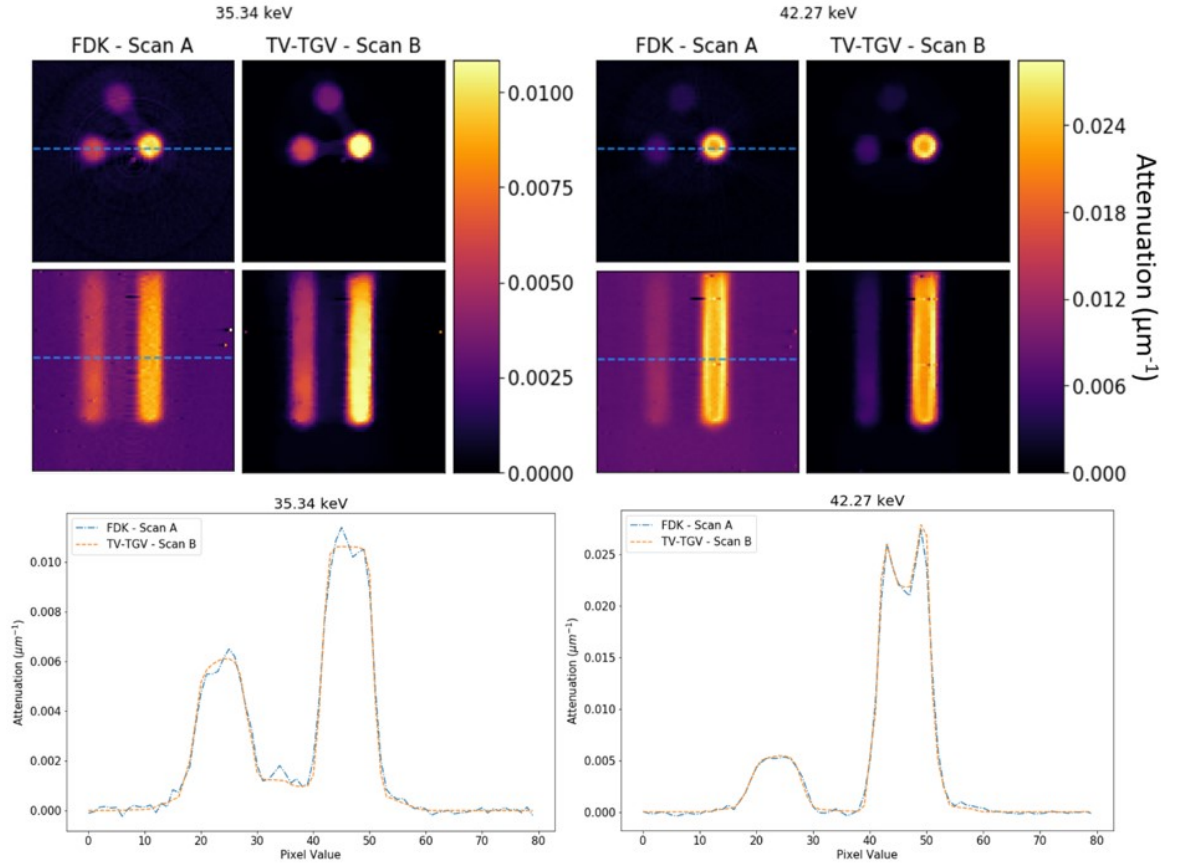 35.34 keV
42.27 keV
FDK - Scan A
TV-TGV - Scan B
FDK - Scan A
TV-TGV - Scan B
0.0100
0.0075
0.0050
0.0025
0.0000
0.024
0.018
0.012
0.006
0.000
Attenuation (μm⁻¹)
35.34 keV
FDK - Scan A
TV-TGV - Scan B
0.010
0.008
0.006
0.004
0.002
0.000
Attenuation (μm⁻¹)
0 10 20 30 40 50 60 70 80
Pixel Value
42.27 keV
FDK - Scan A
TV-TGV - Scan B
0.025
0.020
0.015
0.010
0.005
0.000
Attenuation (μm⁻¹)
0 10 20 30 40 50 60 70 80
Pixel Value